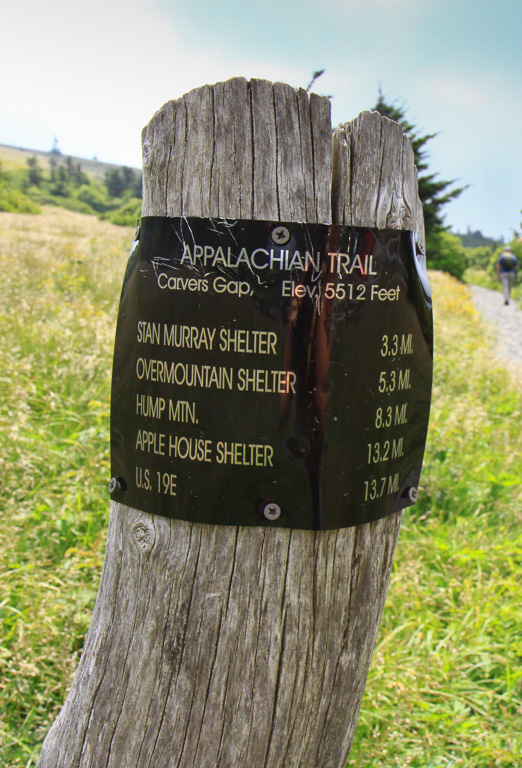 APPALACHIAN TRAIL
Carvers Gap, Elev. 5512 Feet
STAN MURRAY SHELTER 3.3 MI.
OVERMOUNTAIN SHELTER 5.3 MI.
HUMP MTN. 8.3 MI.
APPLE HOUSE SHELTER 13.2 MI.
U.S. 19E 13.7 MI.